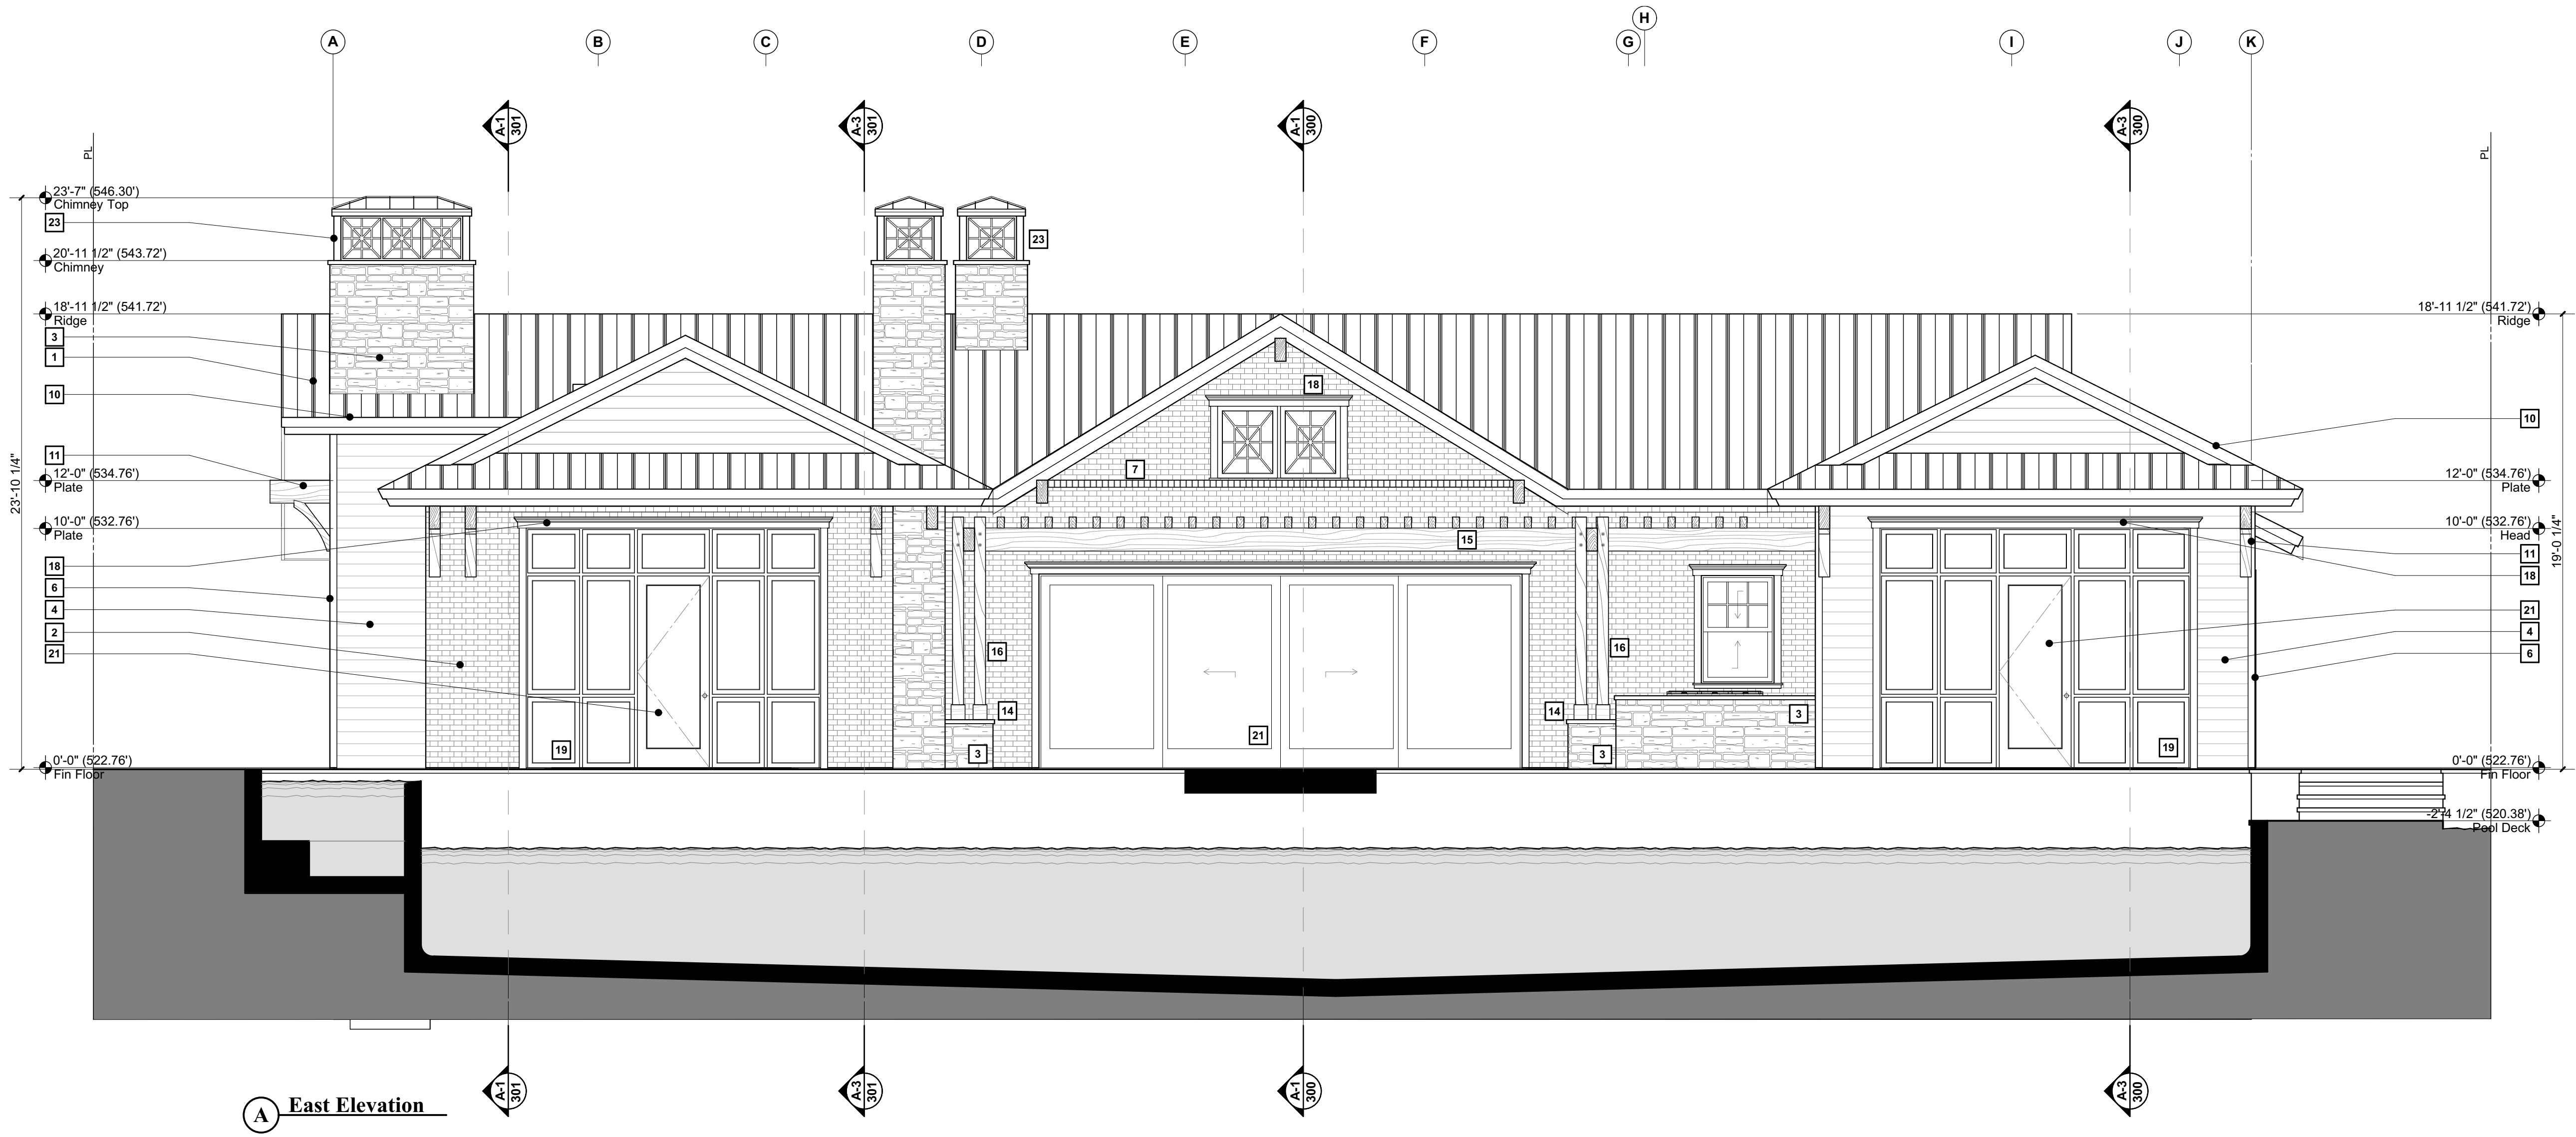 H
A B C D E F G I J K
A-1 301
A-3 301
A-1 300
A-3 300
PL
PL
23'-7" (546.30')
Chimney Top
23
23
20'-11 1/2" (543.72')
Chimney
18'-11 1/2" (541.72')
Ridge
18'-11 1/2" (541.72')
Ridge
3
1
10
18
10
11
7
12'-0" (534.76')
Plate
12'-0" (534.76')
Plate
23'-10 1/4"
10'-0" (532.76')
Plate
10'-0" (532.76')
Head
19'-0 1/4"
15
11
18
18
6
4
2
21
16
16
21
4
6
14
14
3
19
21
3
3
19
0'-0" (522.76')
Fin Floor
0'-0" (522.76')
Fin Floor
-2'-4 1/2" (520.38')
Pool Deck
A-1 301
A-3 301
A-1 300
A-3 300
A East Elevation